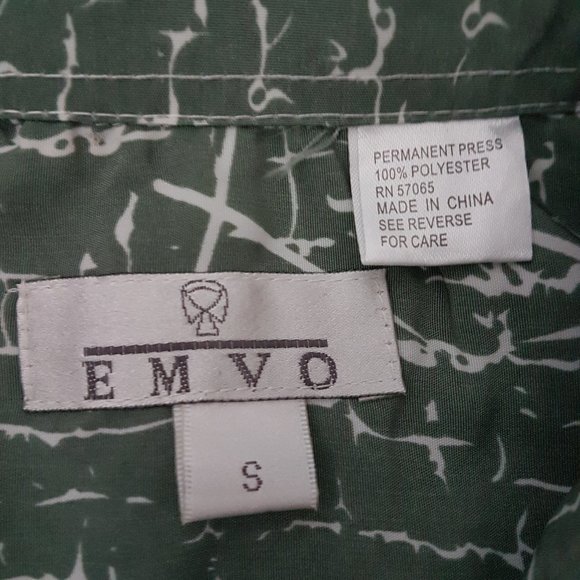 PERMANENT PRESS
100% POLYESTER
RN 57065
MADE IN CHINA
SEE REVERSE
FOR CARE
EMVO
S